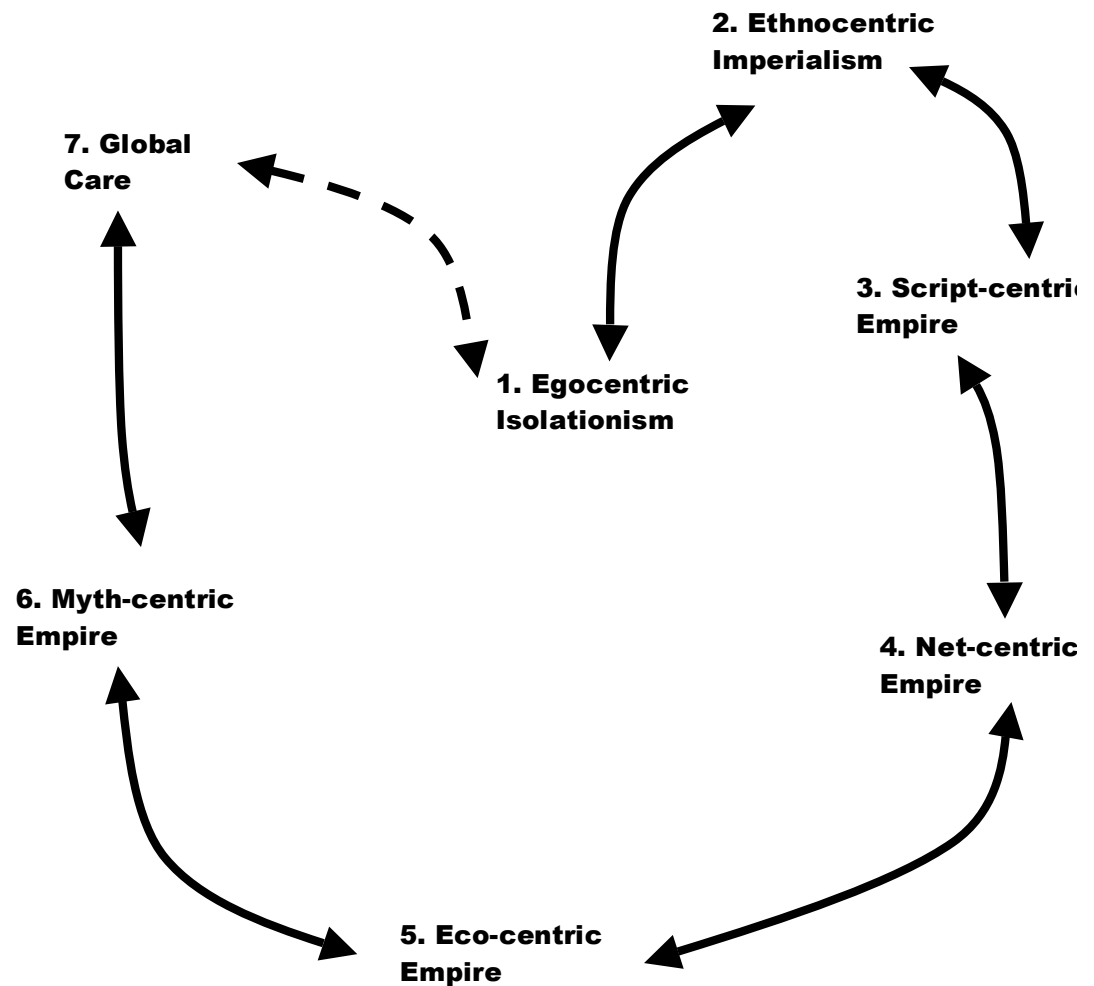 2. Ethnocentric
Imperialism
7. Global
Care
3. Script-centric
Empire
1. Egocentric
Isolationism
6. Myth-centric
Empire
4. Net-centric
Empire
5. Eco-centric
Empire